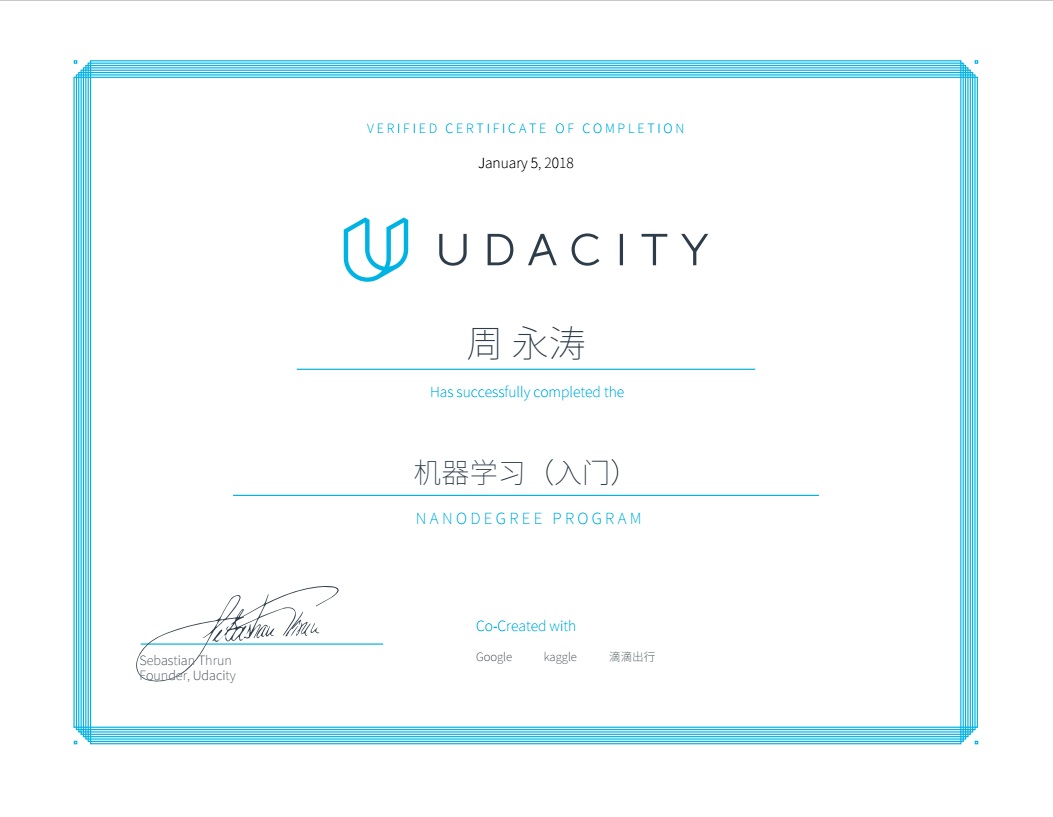 VERIFIED CERTIFICATE OF COMPLETION
January 5, 2018
UDACITY
周 永涛
Has successfully completed the
机器学习（入门）
NANODEGREE PROGRAM
Sebastian Thrun
Sebastian Thrun
Founder, Udacity
Co-Created with
Google kaggle 滴滴出行